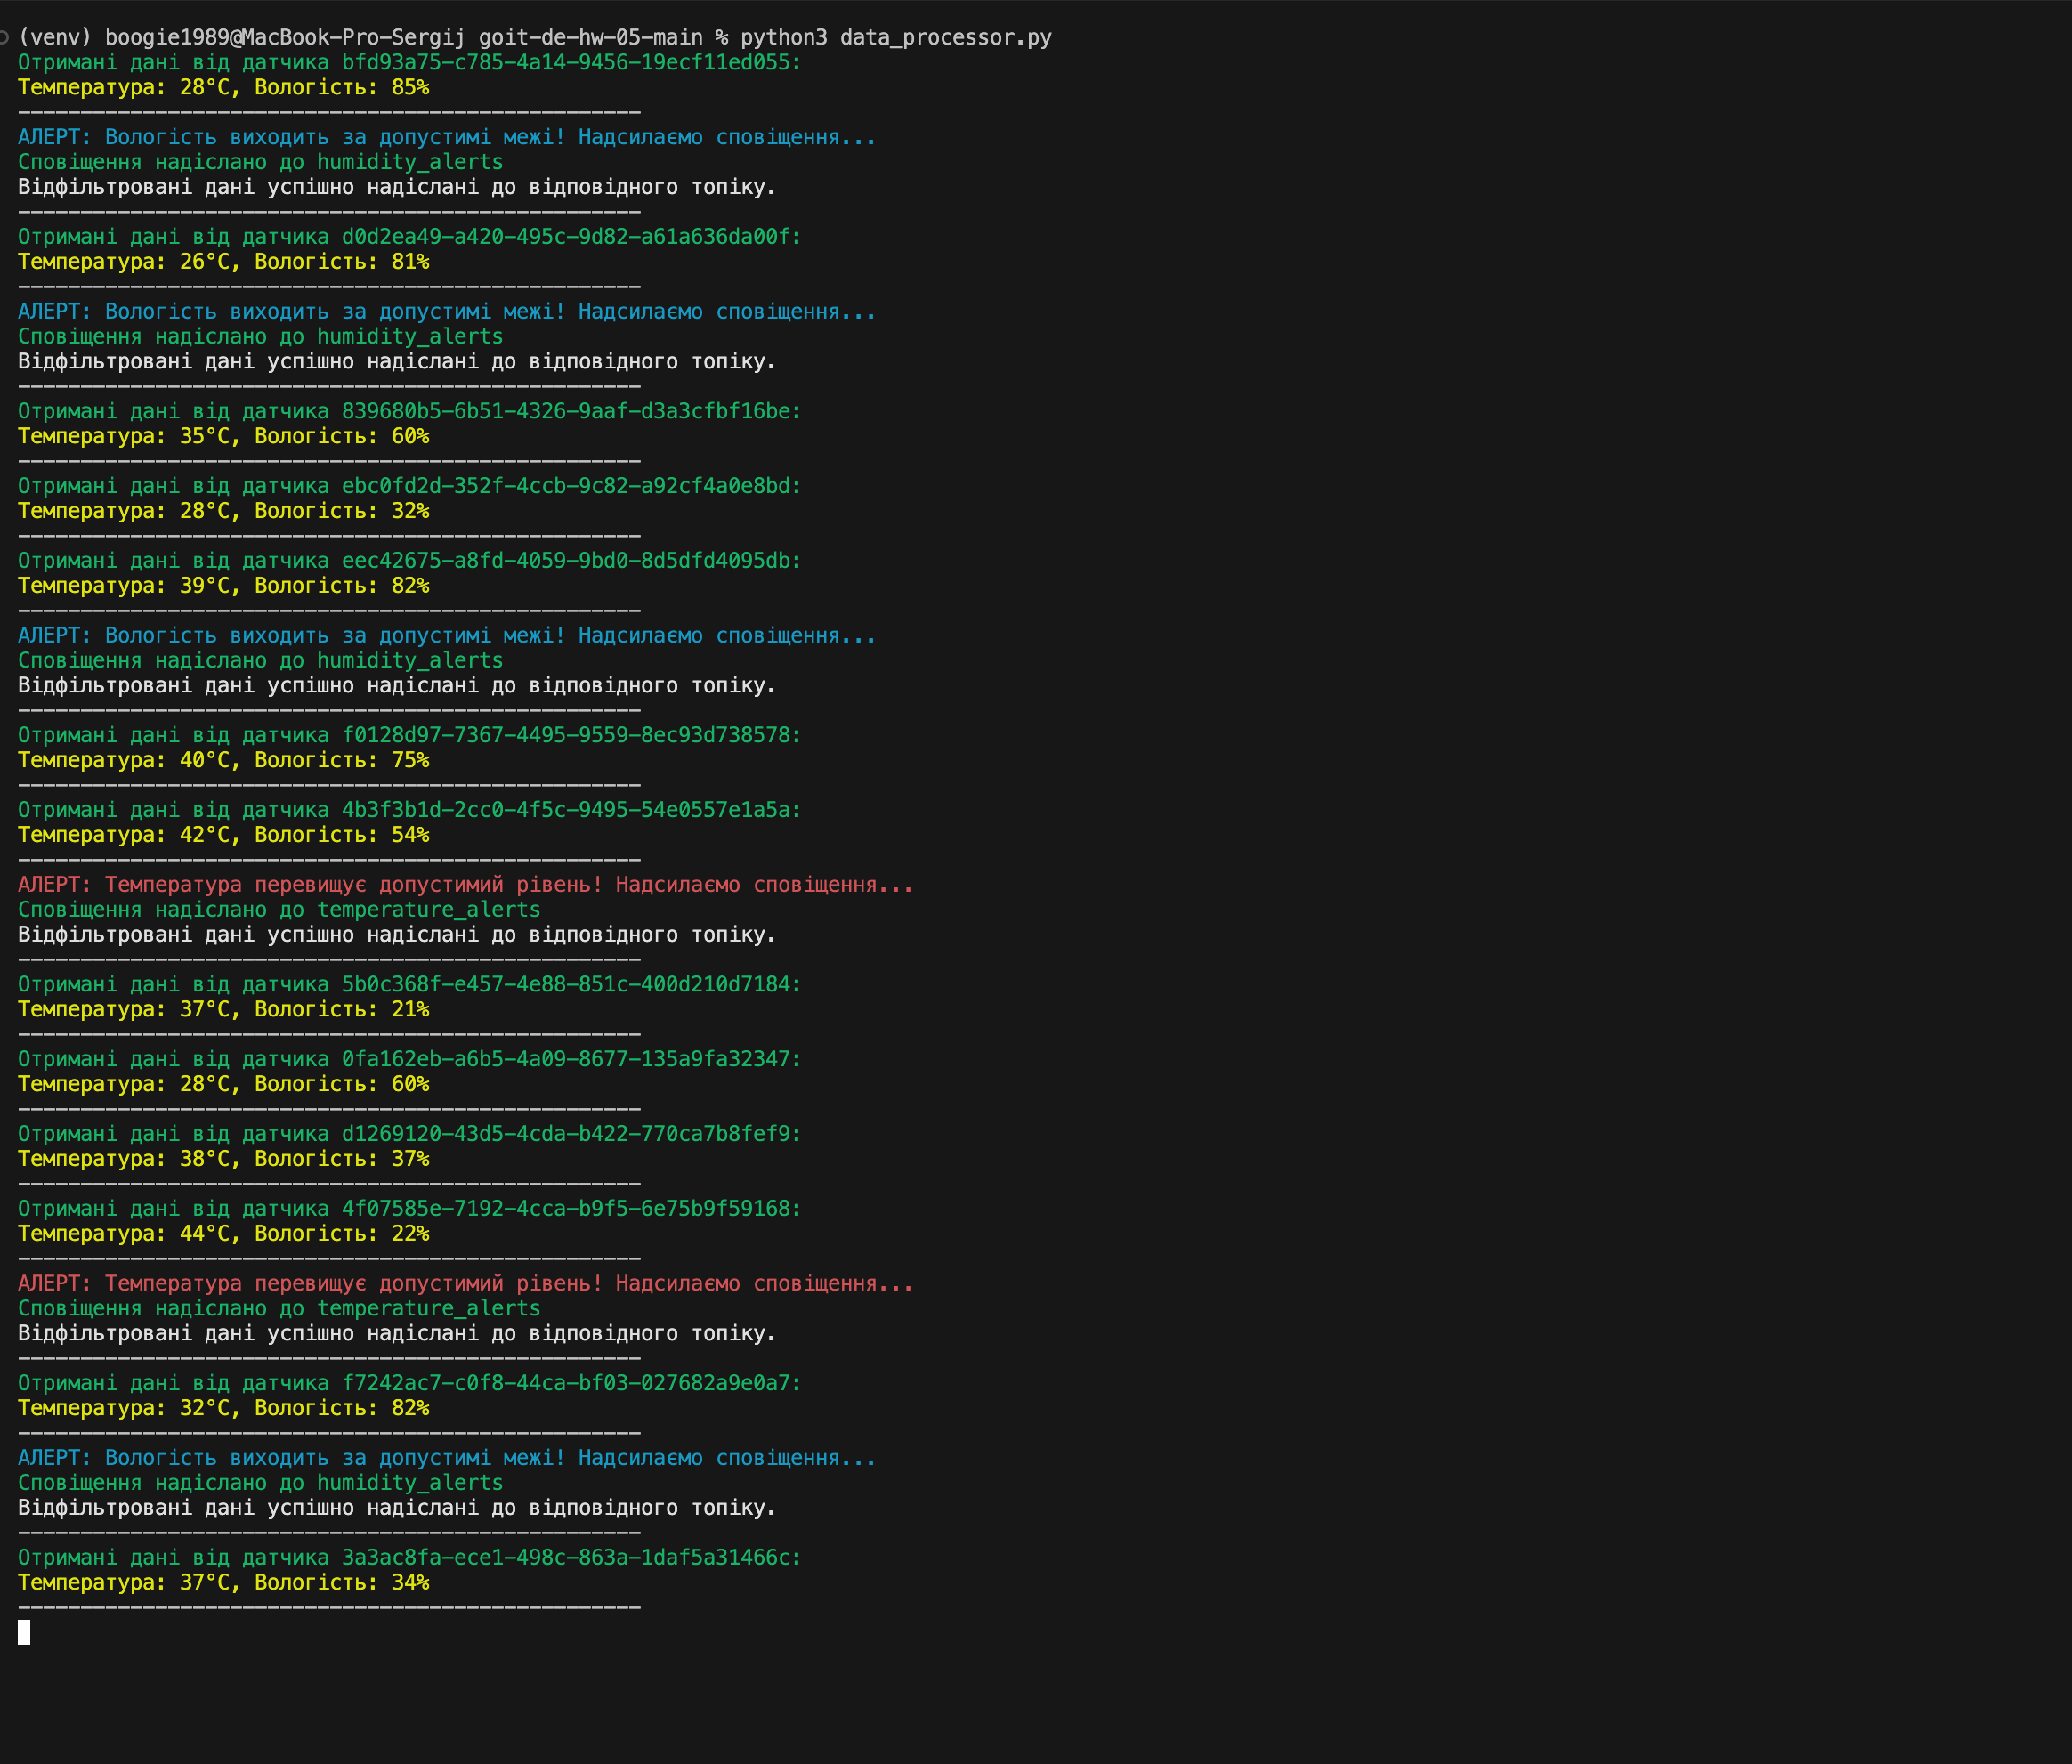 (venv) boogie1989@MacBook-Pro-Sergij goit-de-hw-05-main % python3 data_processor.py
Отримані дані від датчика bfd93a75-c785-4a14-9456-19ecf11ed055:
Температура: 28°C, Вологість: 85%
--------------------------------------------------
АЛЕРТ: Вологість виходить за допустимі межі! Надсилаємо сповіщення...
Сповіщення надіслано до humidity_alerts
Відфільтровані дані успішно надіслані до відповідного топіку.
--------------------------------------------------
Отримані дані від датчика d0d2ea49-a420-495c-9d82-a61a636da00f:
Температура: 26°C, Вологість: 81%
--------------------------------------------------
АЛЕРТ: Вологість виходить за допустимі межі! Надсилаємо сповіщення...
Сповіщення надіслано до humidity_alerts
Відфільтровані дані успішно надіслані до відповідного топіку.
--------------------------------------------------
Отримані дані від датчика 839680b5-6b51-4326-9aaf-d3a3cfbf16be:
Температура: 35°C, Вологість: 60%
--------------------------------------------------
Отримані дані від датчика ebc0fd2d-352f-4ccb-9c82-a92cf4a0e8bd:
Температура: 28°C, Вологість: 32%
--------------------------------------------------
Отримані дані від датчика eec42675-a8fd-4059-9bd0-8d5dfd4095db:
Температура: 39°C, Вологість: 82%
--------------------------------------------------
АЛЕРТ: Вологість виходить за допустимі межі! Надсилаємо сповіщення...
Сповіщення надіслано до humidity_alerts
Відфільтровані дані успішно надіслані до відповідного топіку.
--------------------------------------------------
Отримані дані від датчика f0128d97-7367-4495-9559-8ec93d738578:
Температура: 40°C, Вологість: 75%
--------------------------------------------------
Отримані дані від датчика 4b3f3b1d-2cc0-4f5c-9495-54e0557e1a5a:
Температура: 42°C, Вологість: 54%
--------------------------------------------------
АЛЕРТ: Температура перевищує допустимий рівень! Надсилаємо сповіщення...
Сповіщення надіслано до temperature_alerts
Відфільтровані дані успішно надіслані до відповідного топіку.
--------------------------------------------------
Отримані дані від датчика 5b0c368f-e457-4e88-851c-400d210d7184:
Температура: 37°C, Вологість: 21%
--------------------------------------------------
Отримані дані від датчика 0fa162eb-a6b5-4a09-8677-135a9fa32347:
Температура: 28°C, Вологість: 60%
--------------------------------------------------
Отримані дані від датчика d1269120-43d5-4cda-b422-770ca7b8fef9:
Температура: 38°C, Вологість: 37%
--------------------------------------------------
Отримані дані від датчика 4f07585e-7192-4cca-b9f5-6e75b9f59168:
Температура: 44°C, Вологість: 22%
--------------------------------------------------
АЛЕРТ: Температура перевищує допустимий рівень! Надсилаємо сповіщення...
Сповіщення надіслано до temperature_alerts
Відфільтровані дані успішно надіслані до відповідного топіку.
--------------------------------------------------
Отримані дані від датчика f7242ac7-c0f8-44ca-bf03-027682a9e0a7:
Температура: 32°C, Вологість: 82%
--------------------------------------------------
АЛЕРТ: Вологість виходить за допустимі межі! Надсилаємо сповіщення...
Сповіщення надіслано до humidity_alerts
Відфільтровані дані успішно надіслані до відповідного топіку.
--------------------------------------------------
Отримані дані від датчика 3a3ac8fa-ece1-498c-863a-1daf5a31466c:
Температура: 37°C, Вологість: 34%
--------------------------------------------------